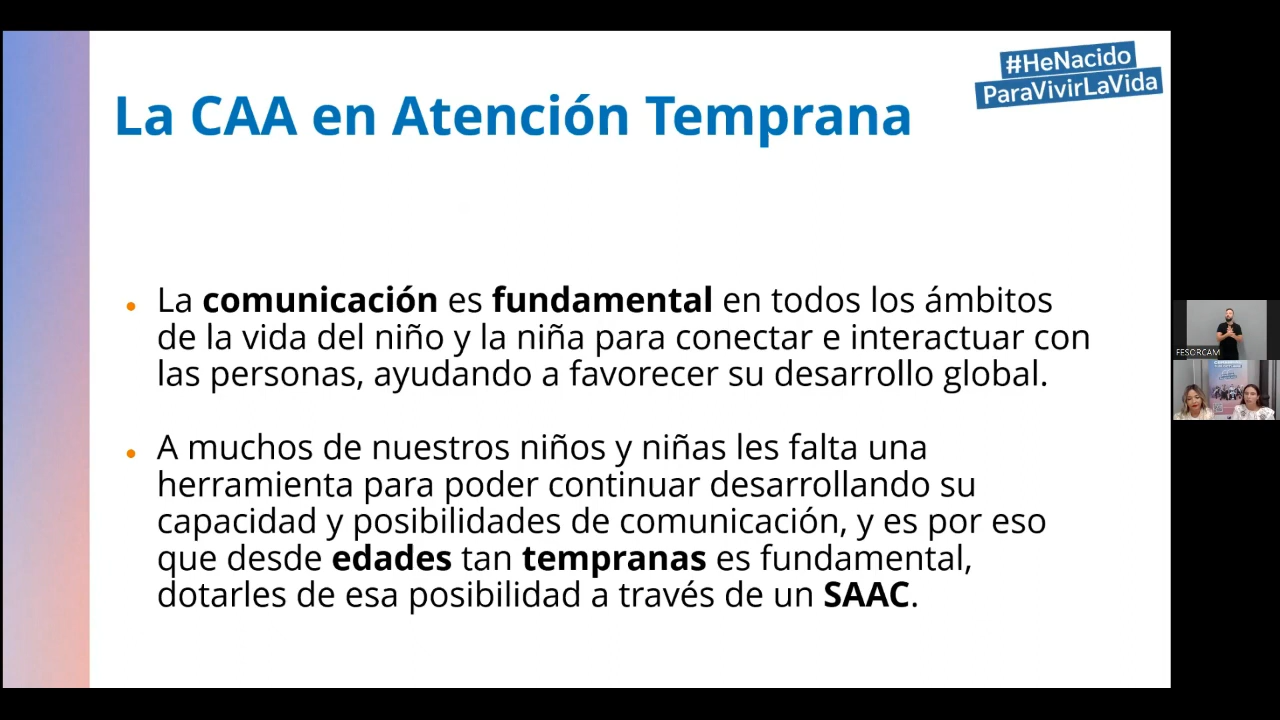 #HeNacido
ParaVivirLaVida
La CAA en Atención Temprana
La comunicación es fundamental en todos los ámbitos
de la vida del niño y la niña para conectar e interactuar con
las personas, ayudando a favorecer su desarrollo global.
A muchos de nuestros niños y niñas les falta una
herramienta para poder continuar desarrollando su
capacidad y posibilidades de comunicación, y es por eso
que desde edades tan tempranas es fundamental,
dotarles de esa posibilidad a través de un SAAC.
FESORCAM